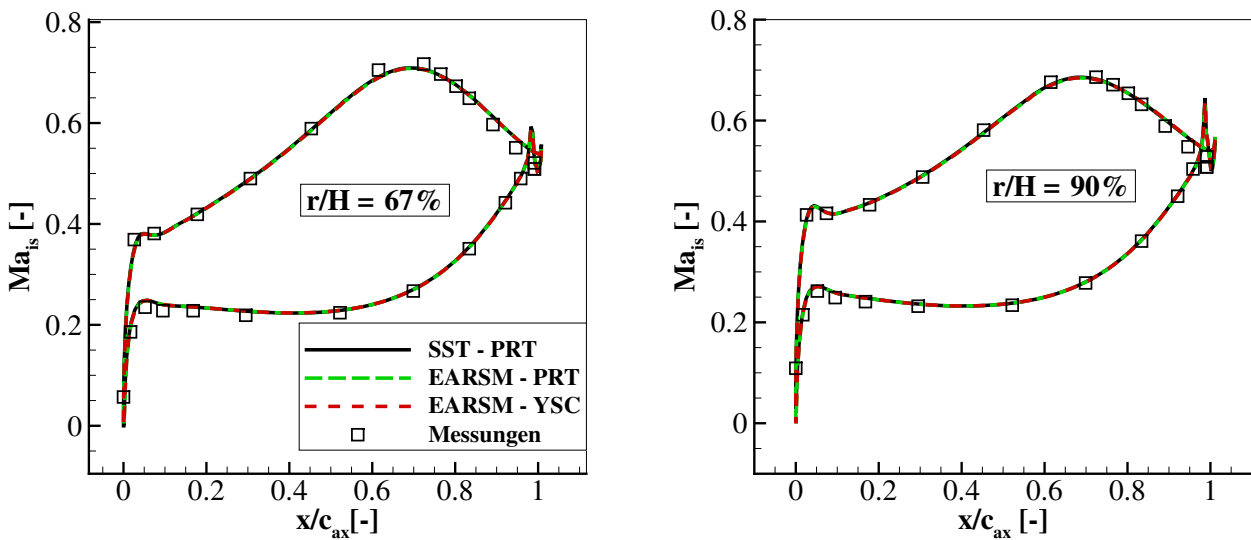 0.8
0.6
0.4
0.2
0
Ma_is [-]
r/H = 67%
SST - PRT
EARSM - PRT
EARSM - YSC
Messungen
0 0.2 0.4 0.6 0.8 1
x/c_ax[-]
0.8
0.6
0.4
0.2
0
Ma_is [-]
r/H = 90%
0 0.2 0.4 0.6 0.8 1
x/c_ax [-]